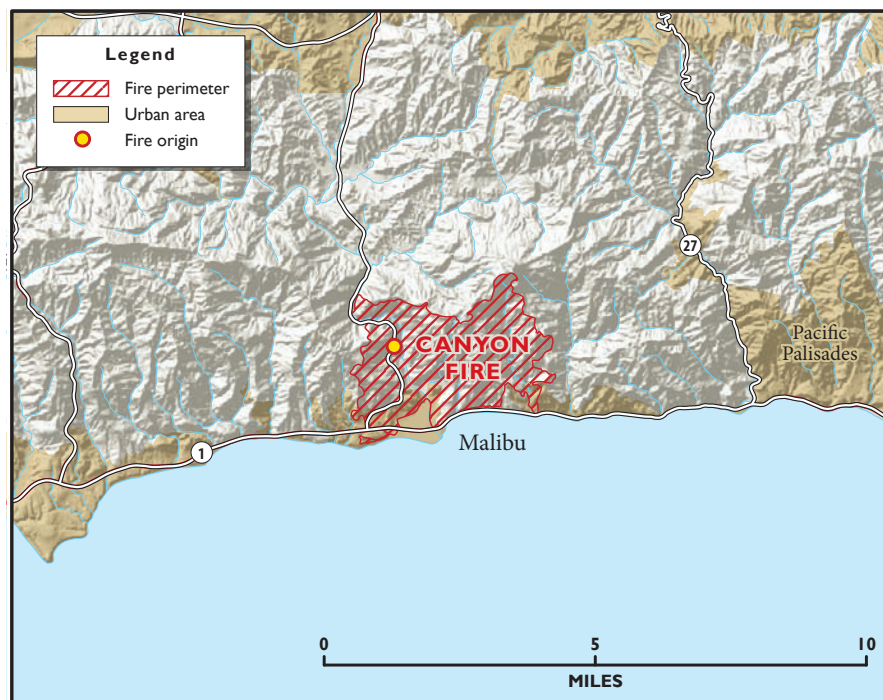 Legend
Fire perimeter
Urban area
Fire origin
27
Pacific
Palisades
CANYON
FIRE
1
Malibu
0 5 10
MILES